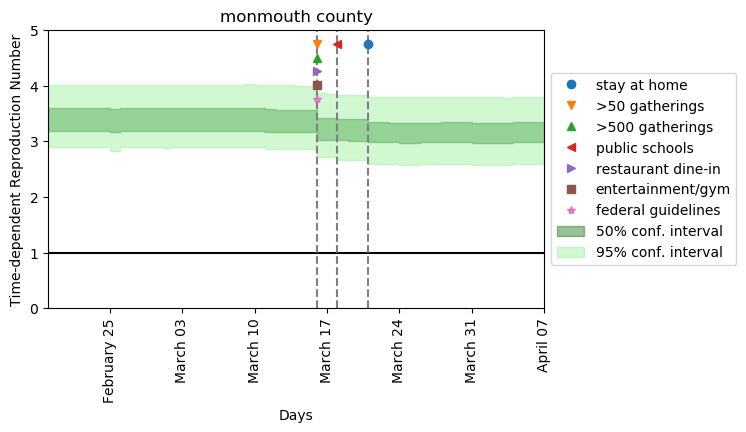 monmouth county
Time-dependent Reproduction Number
5
4
3
2
1
0
February 25
March 03
March 10
March 17
March 24
March 31
April 07
Days
stay at home
>50 gatherings
>500 gatherings
public schools
restaurant dine-in
entertainment/gym
federal guidelines
50% conf. interval
95% conf. interval